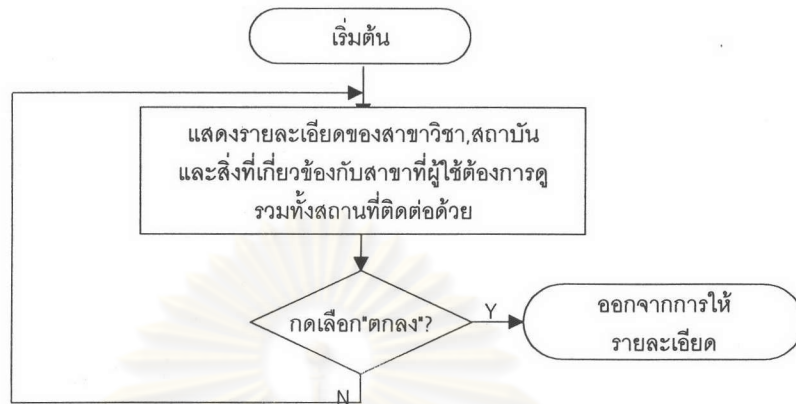 เริ่มต้น
แสดงรายละเอียดของสาขาวิชา,สถาบัน
และสิ่งที่เกี่ยวข้องกับสาขาที่ผู้ใช้ต้องการดู
รวมทั้งสถานที่ติดต่อด้วย
กดเลือก"ตกลง"?
Y
ออกจากการให้
รายละเอียด
N